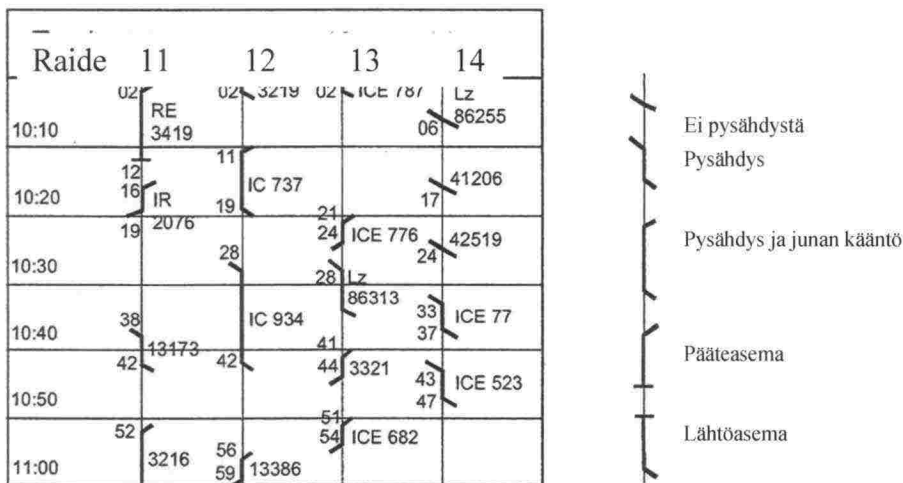 Raide 11 12 13 14
02 02 3219 02 ICE 787 Lz
RE 86255
10:10 3419 06
12 11
16 IC 737 41206
10:20 IR 19 17
2076 21
19 24 ICE 776 42519
28 24
10:30 28 Lz
86313 33 ICE 77
38 IC 934
10:40 37
13173 41
42 42 44 3321 43 ICE 523
10:50 47
51
52 54 ICE 682
56
3216
11:00 59 13386
Ei pysähdystä
Pysähdys
Pysähdys ja junan kääntö
Pääteasema
Lähtöasema